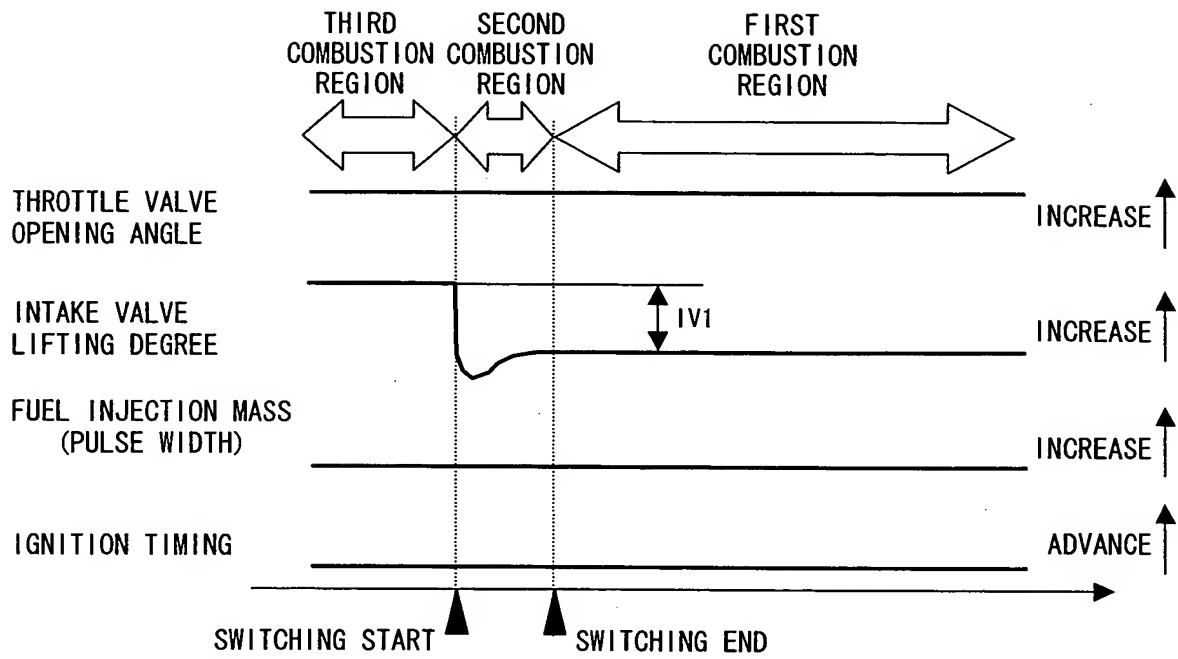 THIRD
COMBUSTION
REGION
SECOND
COMBUSTION
REGION
FIRST
COMBUSTION
REGION
THROTTLE VALVE
OPENING ANGLE
INCREASE
INTAKE VALVE
LIFTING DEGREE
IV1
INCREASE
FUEL INJECTION MASS
(PULSE WIDTH)
INCREASE
IGNITION TIMING
ADVANCE
SWITCHING START
SWITCHING END